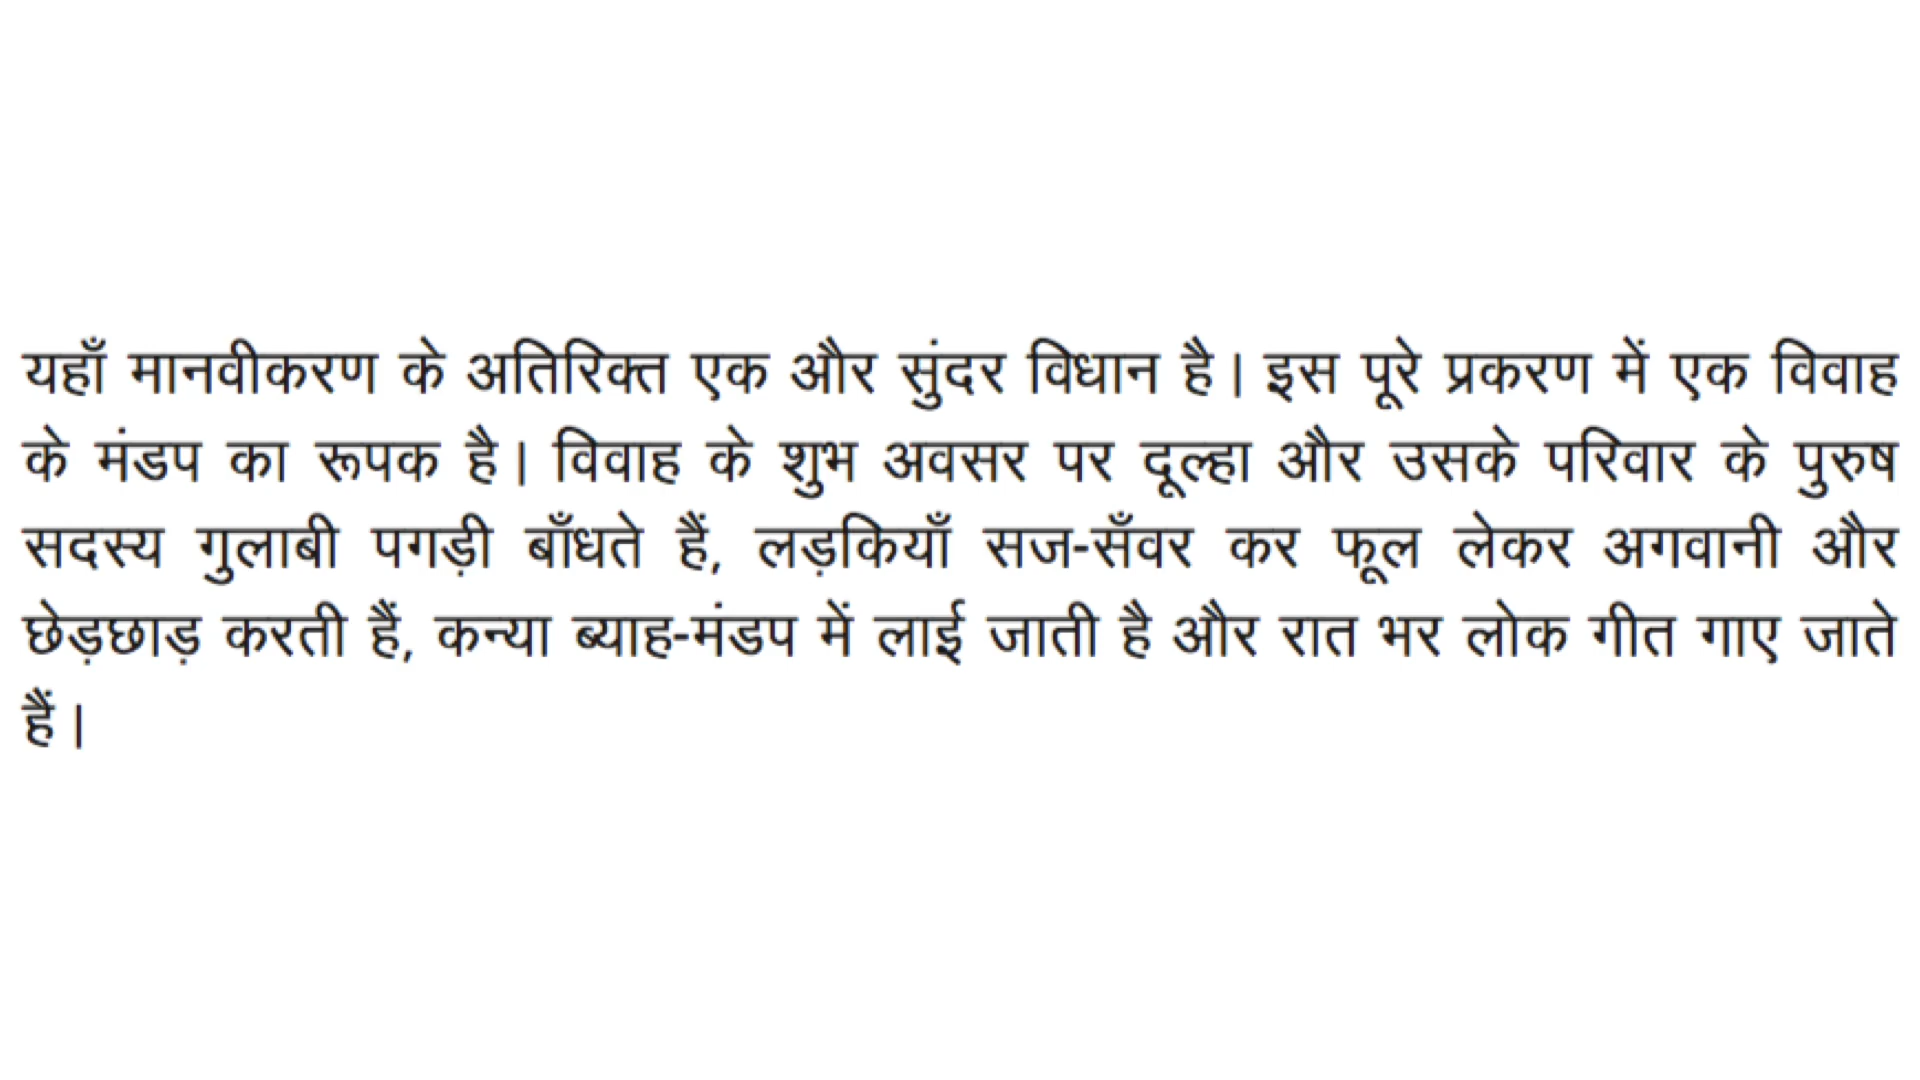 यहाँ मानवीकरण के अतिरिक्त एक और सुंदर विधान है। इस पूरे प्रकरण में एक विवाह
के मंडप का रूपक है। विवाह के शुभ अवसर पर दूल्हा और उसके परिवार के पुरुष
सदस्य गुलाबी पगड़ी बाँधते हैं, लड़कियाँ सज-सँवर कर फूल लेकर अगवानी और
छेड़छाड़ करती हैं, कन्या ब्याह-मंडप में लाई जाती है और रात भर लोक गीत गाए जाते
हैं।